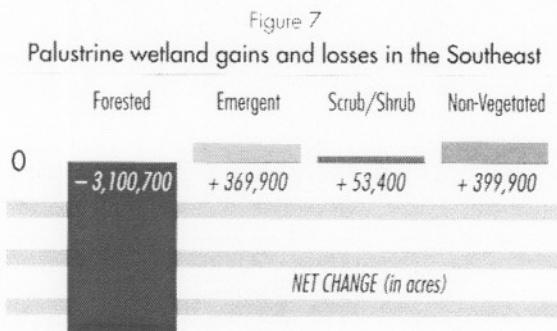 Figure 7
Palustrine wetland gains and losses in the Southeast
Forested Emergent Scrub/Shrub Non-Vegetated
0
– 3,100,700 + 369,900 + 53,400 + 399,900
NET CHANGE (in acres)